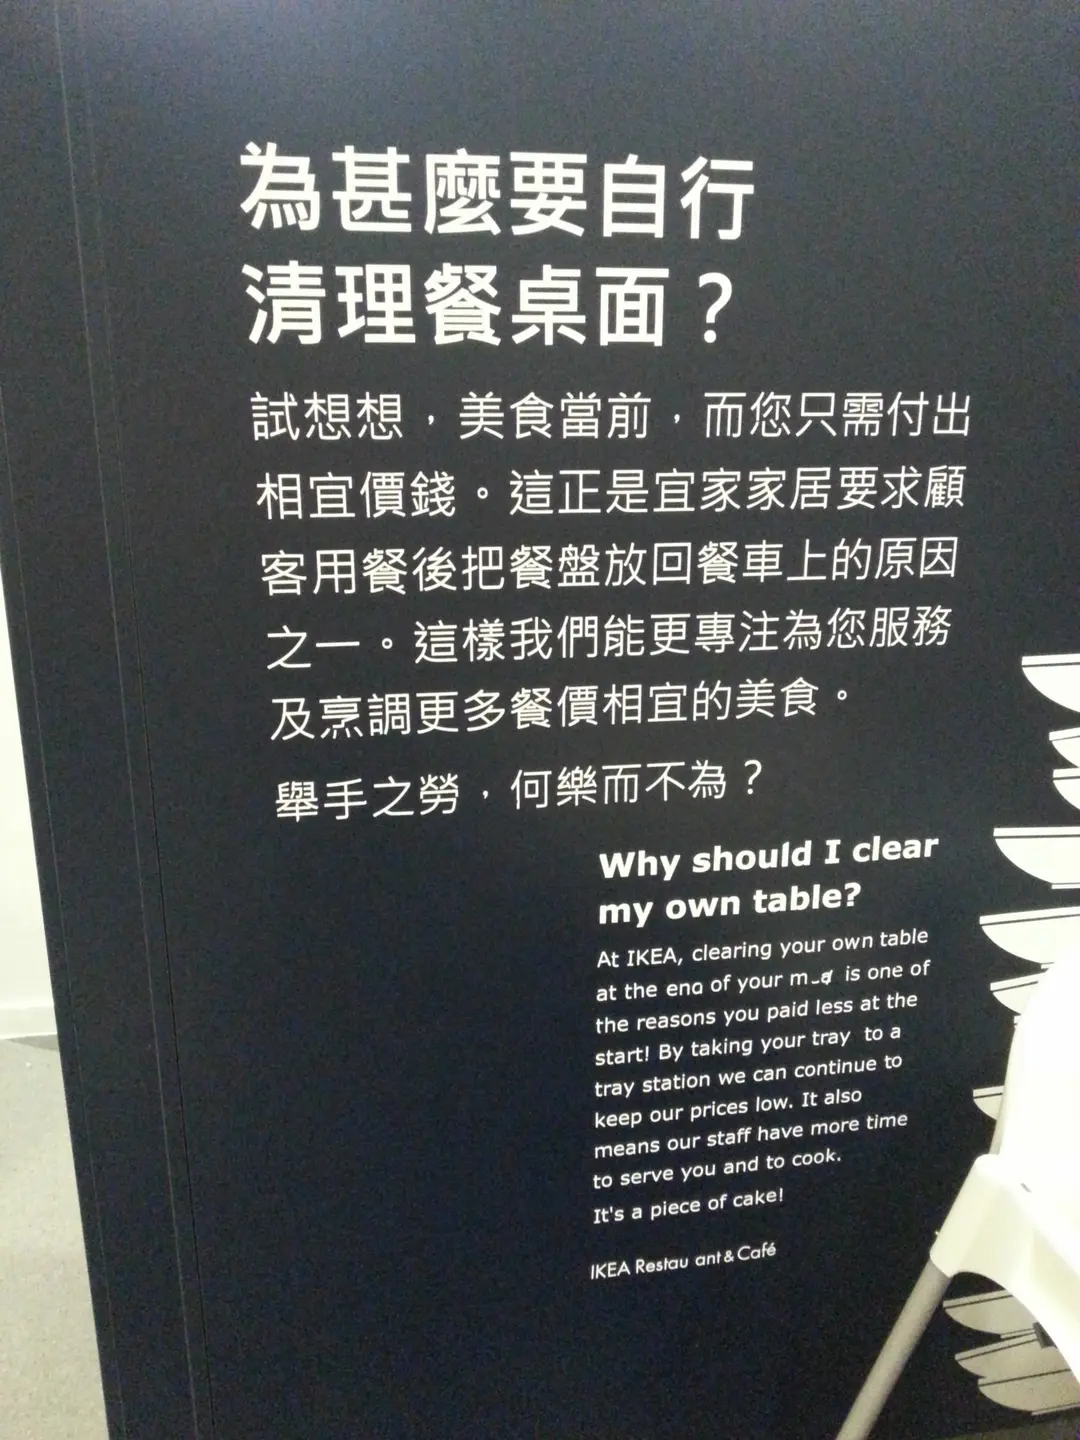 為甚麼要自行
清理餐桌面？
試想想，美食當前，而您只需付出
相宜價錢。這正是宜家家居要求顧
客用餐後把餐盤放回餐車上的原因
之一。這樣我們能更專注為您服務
及烹調更多餐價相宜的美食。
舉手之勞，何樂而不為？
Why should I clear
my own table?
At IKEA, clearing your own table
at the end of your is one of
the reasons you paid less at the
start! By taking your tray to a
tray station we can continue to
keep our prices low. It also
means our staff have more time
to serve you and to cook.
It's a piece of cake!
IKEA Restau ant & Café